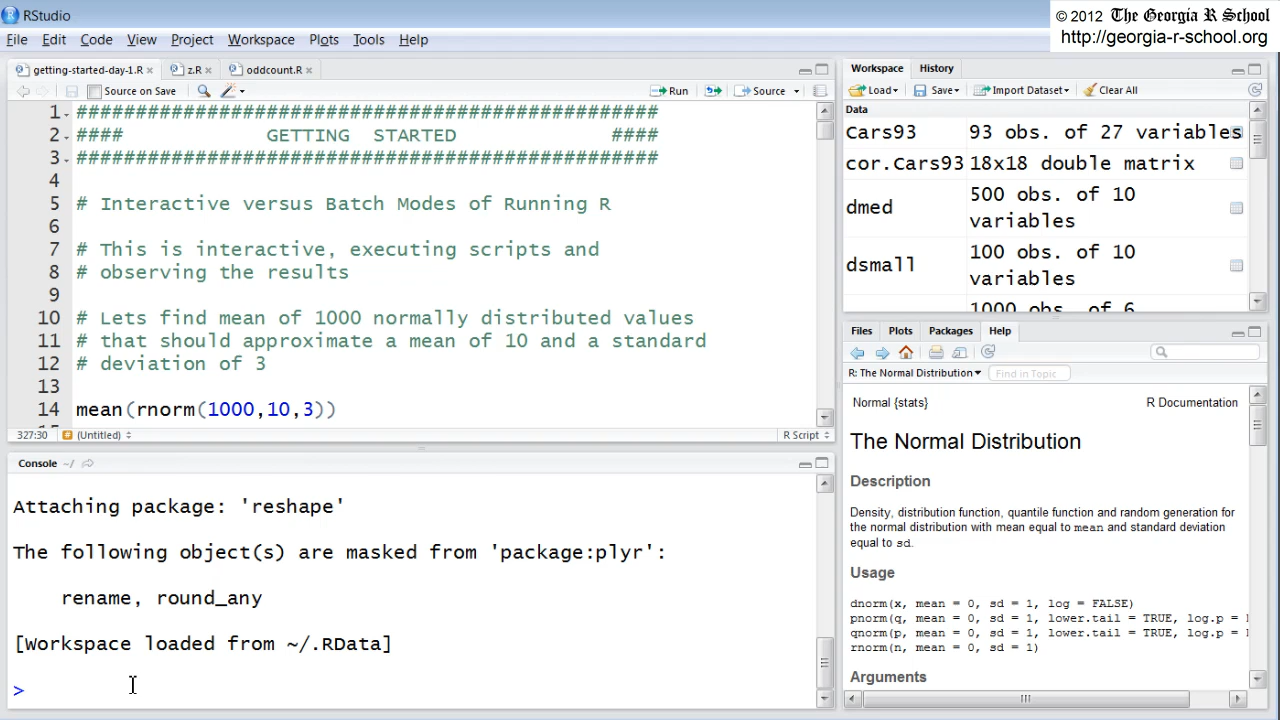 RStudio
© 2012 The Georgia R School
http://georgia-r-school.org
File Edit Code View Project Workspace Plots Tools Help
getting-started-day-1.R × z.R × oddcount.R ×
Source on Save Run Source
1 #################################################
2 #### GETTING STARTED ####
3 #################################################
4
5 # Interactive versus Batch Modes of Running R
6
7 # This is interactive, executing scripts and
8 # observing the results
9
10 # Lets find mean of 1000 normally distributed values
11 # that should approximate a mean of 10 and a standard
12 # deviation of 3
13
14 mean(rnorm(1000,10,3))
327:30 (Untitled) R Script
Console ~/
Attaching package: 'reshape'
The following object(s) are masked from 'package:plyr':
rename, round_any
[Workspace loaded from ~/.RData]
>
Workspace History
Load Save Import Dataset Clear All
Data
Cars93 93 obs. of 27 variables
cor.Cars93 18x18 double matrix
dmed 500 obs. of 10 variables
dsmall 100 obs. of 10 variables
1000 obs. of 6
Files Plots Packages Help
R: The Normal Distribution Find in Topic
Normal {stats} R Documentation
The Normal Distribution
Description
Density, distribution function, quantile function and random generation for
the normal distribution with mean equal to mean and standard deviation
equal to sd.
Usage
dnorm(x, mean = 0, sd = 1, log = FALSE)
pnorm(q, mean = 0, sd = 1, lower.tail = TRUE, log.p =
qnorm(p, mean = 0, sd = 1, lower.tail = TRUE, log.p =
rnorm(n, mean = 0, sd = 1)
Arguments